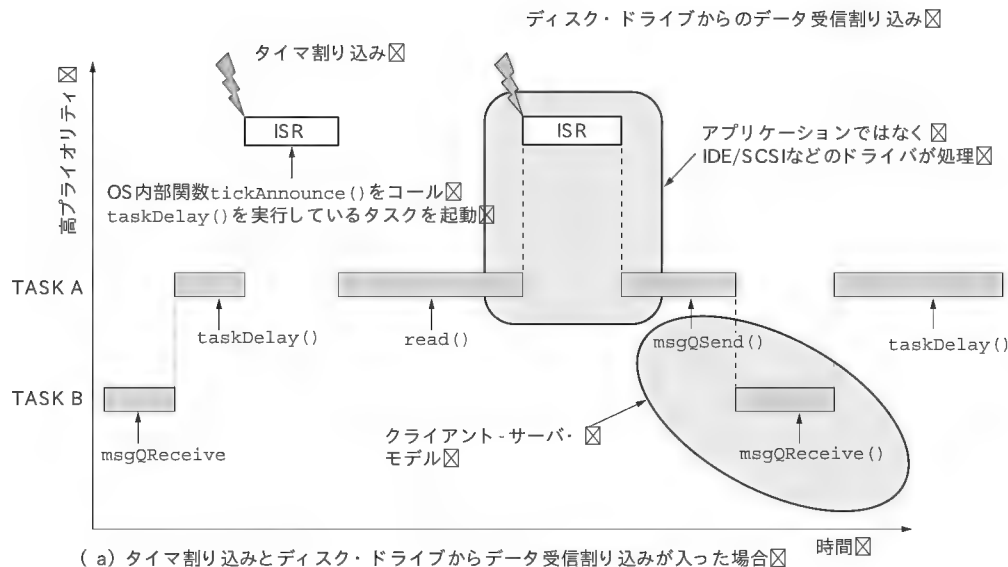 ディスク・ドライブからのデータ受信割り込み
タイマ割り込み
高プライオリティ
ISR
ISR
アプリケーションではなく
IDE/SCSIなどのドライバが処理
OS内部関数tickAnnounce()をコール
taskDelay()を実行しているタスクを起動
TASK A
taskDelay()
read()
msgQSend()
taskDelay()
TASK B
msgQReceive
クライアント-サーバ・
モデル
msgQReceive()
時間
(a) タイマ割り込みとディスク・ドライブからデータ受信割り込みが入った場合